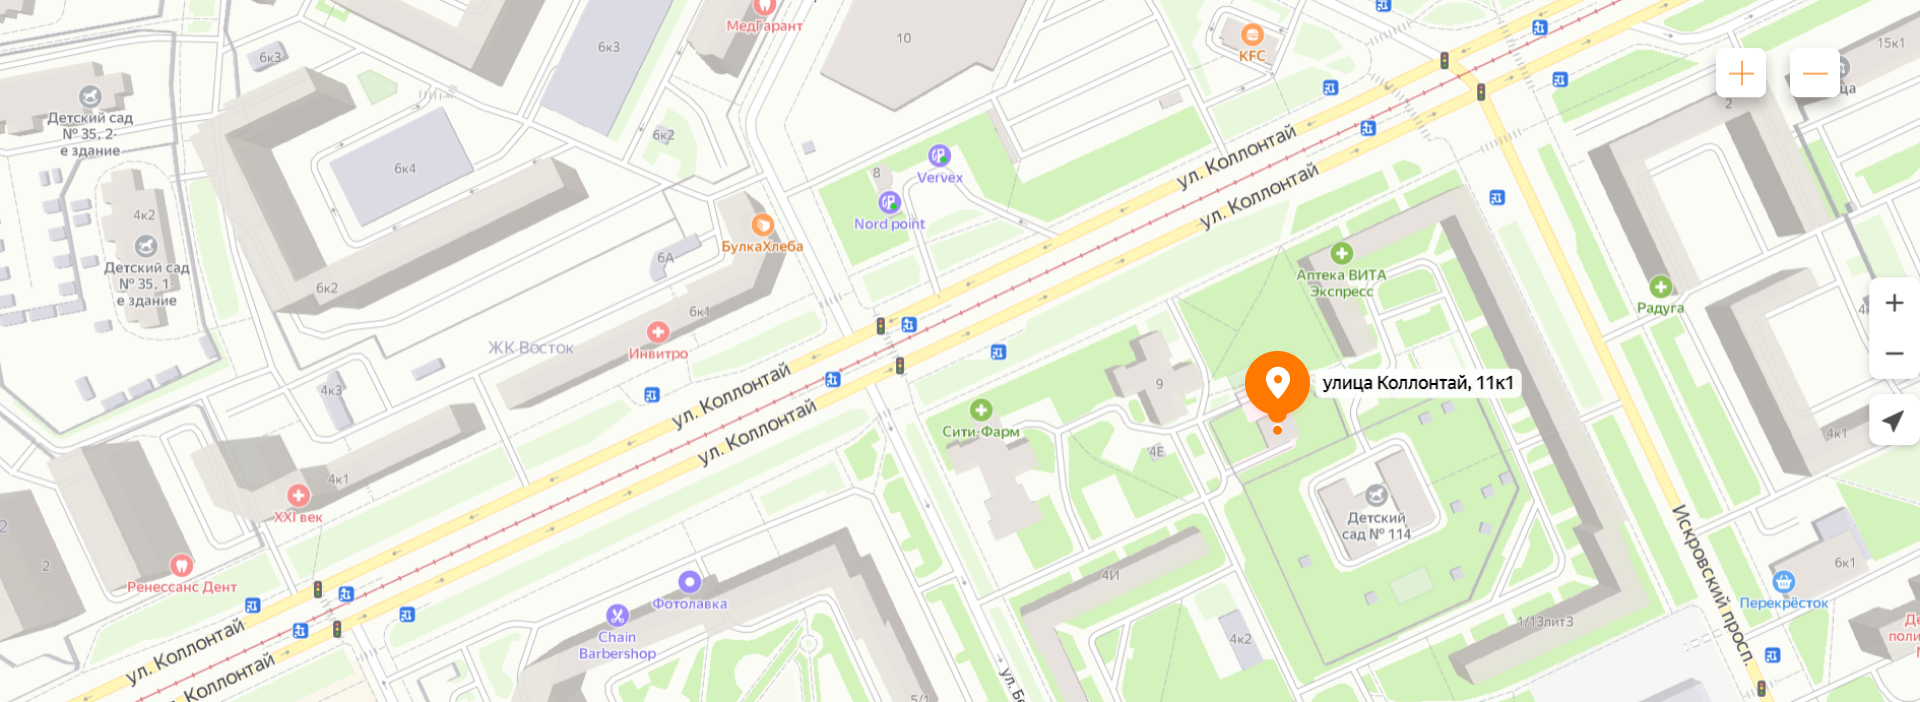 МедГарант
6к3
6к3
10
KFC
15к1
2
Детский сад
№ 35, 2-
е здание
6к4
6к2
8
Vervex
Nord point
ул. Коллонтай
ул. Коллонтай
4к2
Детский сад
№ 35, 1
е здание
БулкаХлеба
6А
6к2
6к1
Аптека ВИТА
Экспресс
Радуга
ЖК Восток
Инвитро
4к3
9
улица Коллонтай, 11к1
ул. Коллонтай
ул. Коллонтай
Сити-Фарм
4Е
4к1
4к1
XXI век
Детский
сад № 114
Искровский просп.
2
2
Ренессанс Дент
4И
6к1
Фотолавка
Перекрёсток
Chain
Barbershop
1/13литЗ
4к2
ул. Коллонтай
ул. Коллонтай
5/1